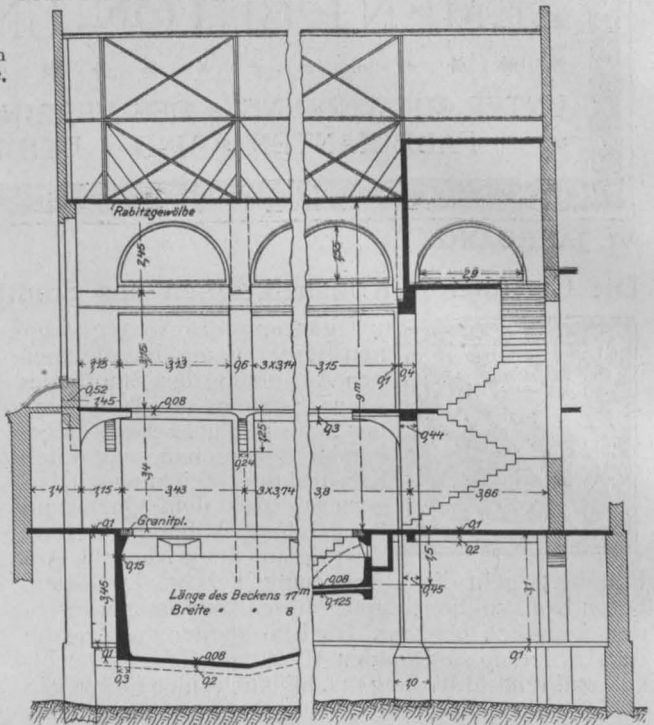 n
e.
Rabitzgewölbe
2,45
1,55
2,9
3,15
1,15 3,13 0,6 3 x 3,14 3,15 0,1 0,4
9 m
0,52
1,45
0,08
0,3
1,25
0,24
0,44
3,4
1,4 1,15 3,43 3 x 3,74 3,8 3,66
0,1 Granitpl. 0,1
0,2
1,5
0,15
3,45
0,08
0,125
0,45
3,1
Länge des Beckens 17 m
Breite " " 8
0,1 0,08 0,1
0,3 0,2
1,0